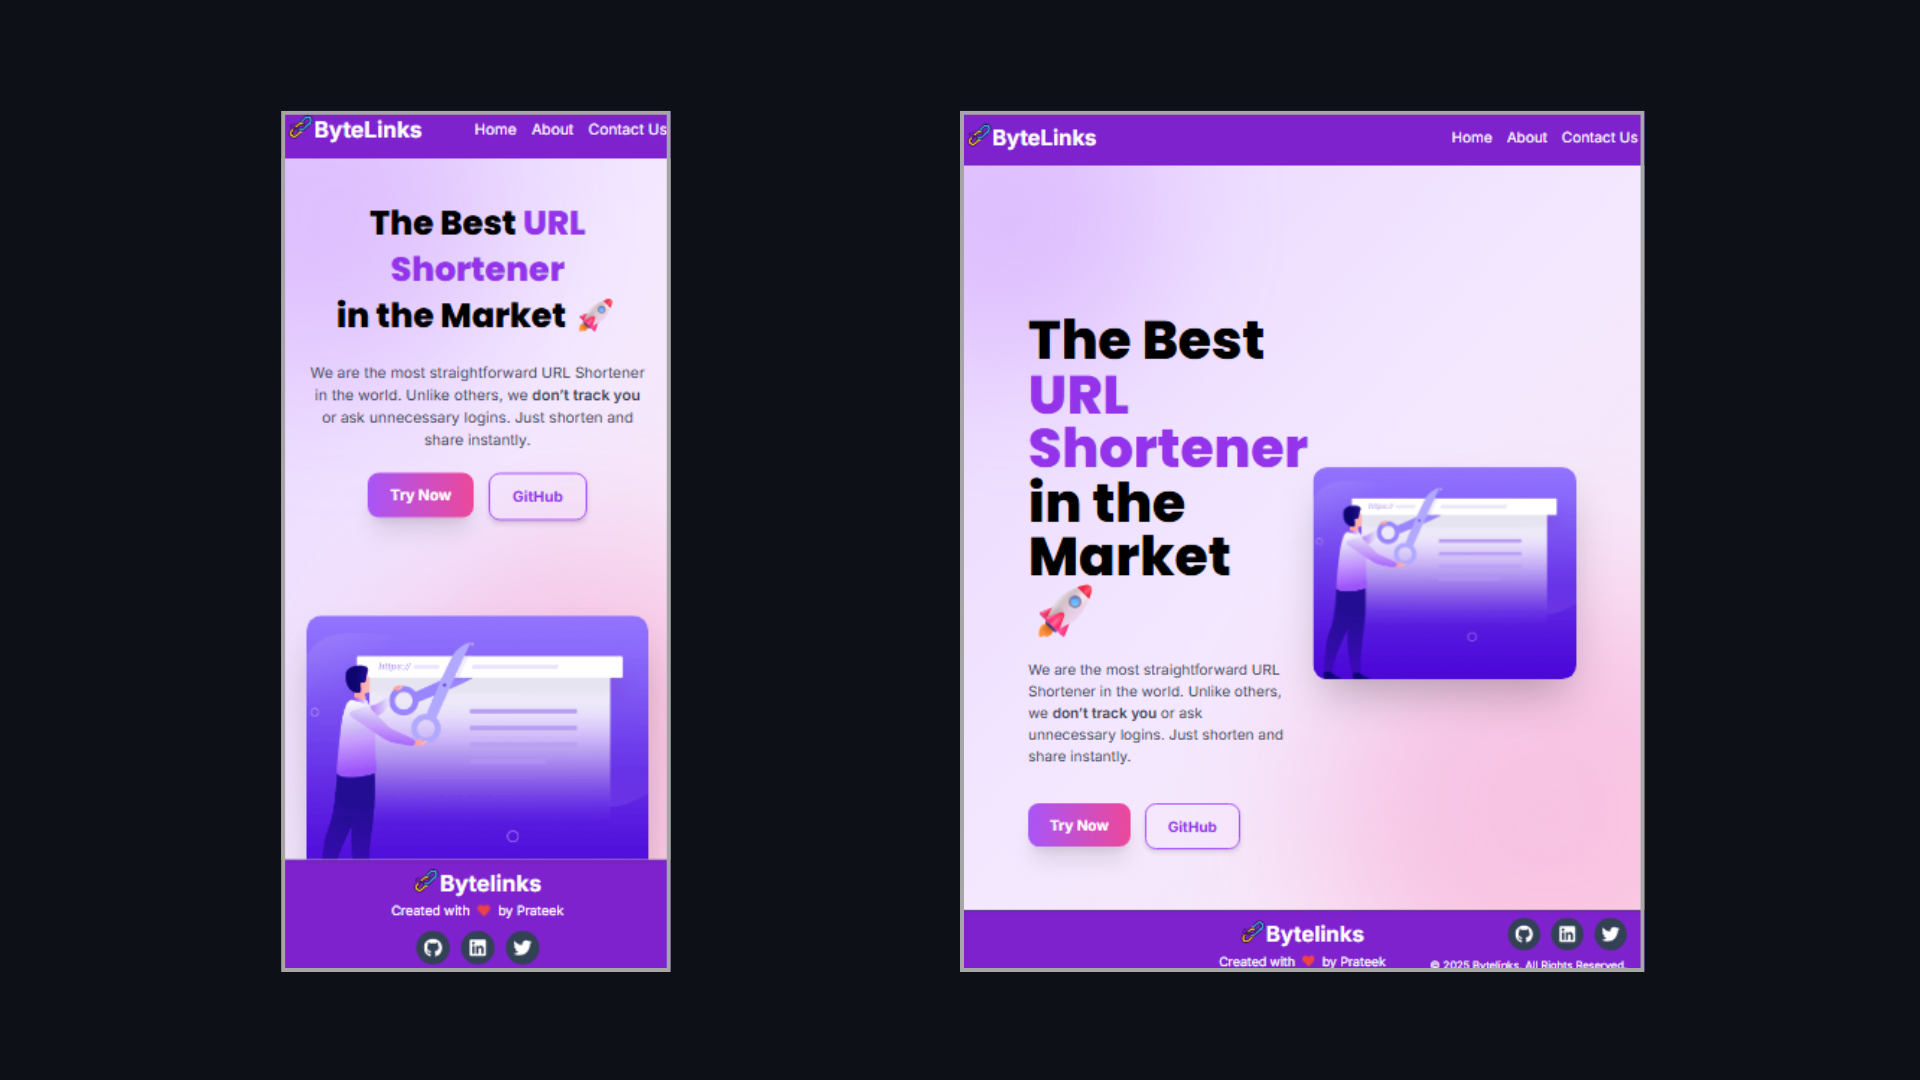 ByteLinks
Home About Contact Us
The Best URL
Shortener
in the Market 🚀
We are the most straightforward URL Shortener
in the world. Unlike others, we don't track you
or ask unnecessary logins. Just shorten and
share instantly.
Try Now GitHub
https://
Bytelinks
Created with ❤️ by Prateek
ByteLinks
Home About Contact Us
The Best
URL
Shortener
in the
Market
🚀
We are the most straightforward URL
Shortener in the world. Unlike others,
we don't track you or ask
unnecessary logins. Just shorten and
share instantly.
Try Now GitHub
https://
Bytelinks
Created with ❤️ by Prateek
© 2025 Bytelinks. All Rights Reserved.